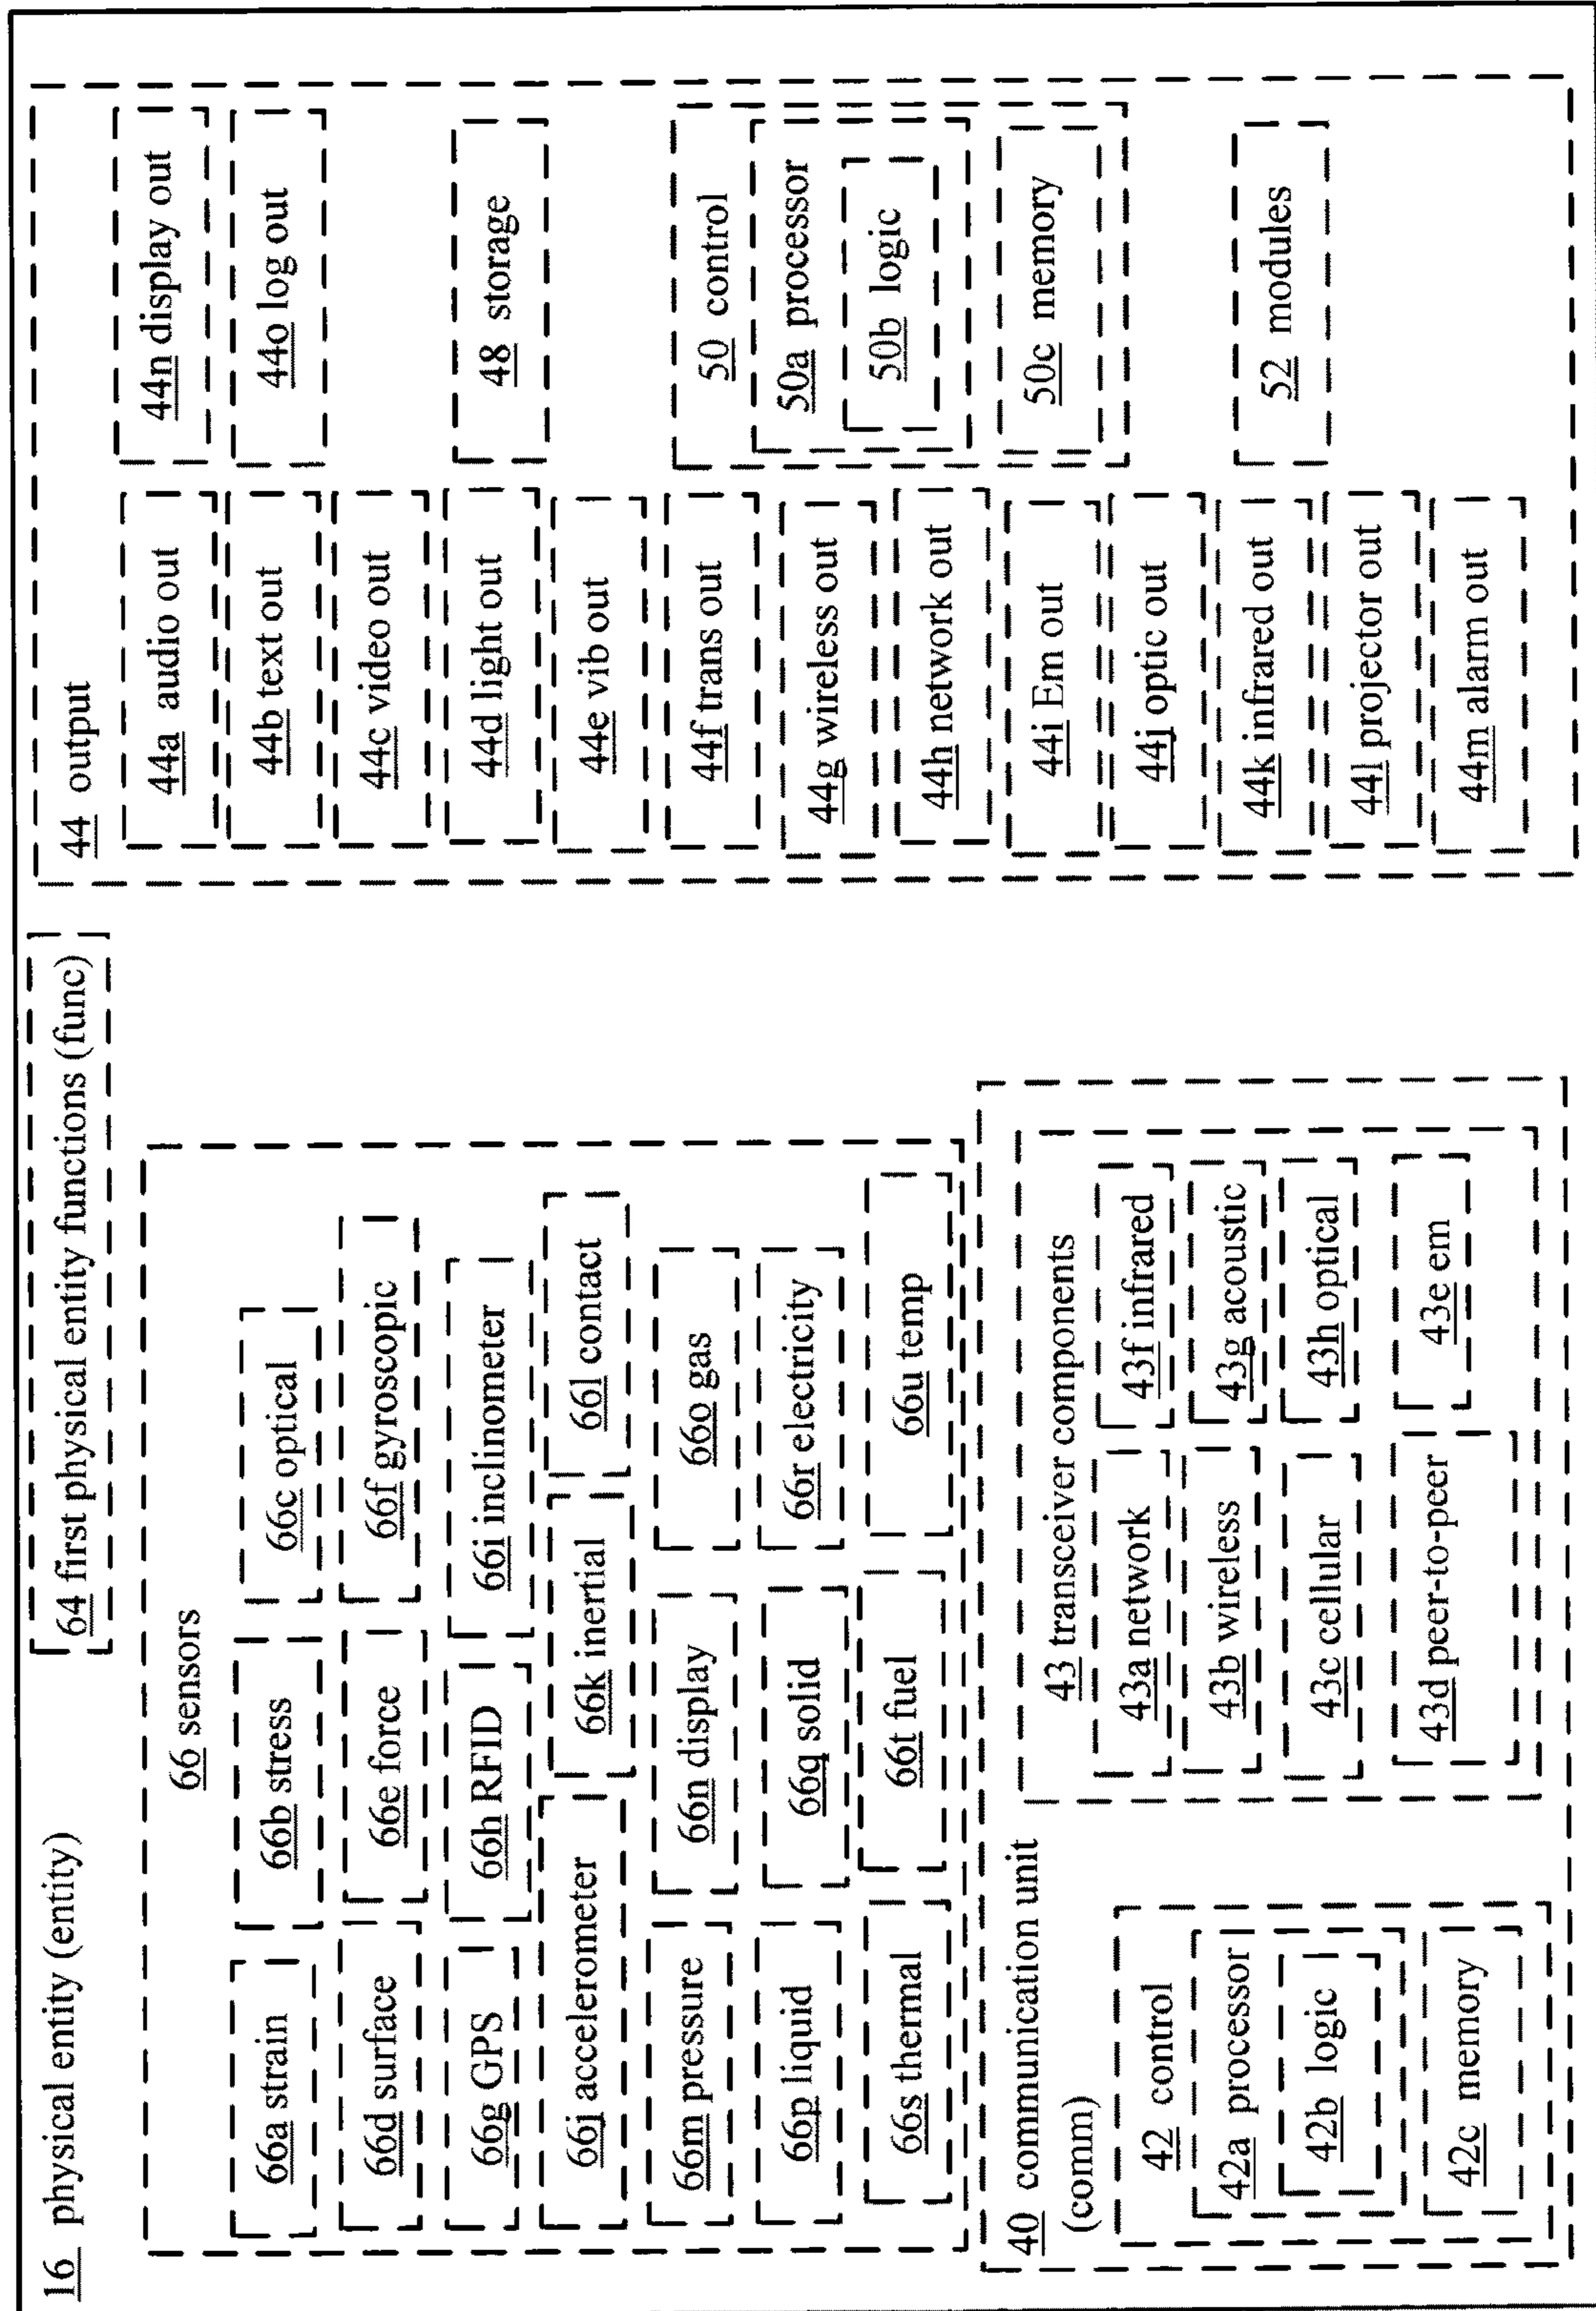 16 physical entity (entity)
64 first physical entity functions (func)
66 sensors
66a strain
66b stress
66c optical
66d surface
66e force
66f gyroscopic
66g GPS
66h RFID
66i inclinometer
66j accelerometer
66k inertial
66l contact
66m pressure
66n display
66o gas
66p liquid
66q solid
66r electricity
66s thermal
66t fuel
66u temp
40 communication unit
(comm)
42 control
42a processor
42b logic
42c memory
43 transceiver components
43a network
43f infrared
43b wireless
43g acoustic
43c cellular
43h optical
43d peer-to-peer
43e em
44 output
44a audio out
44b text out
44c video out
44d light out
44e vib out
44f trans out
44g wireless out
44h network out
44i Em out
44j optic out
44k infrared out
44l projector out
44m alarm out
44n display out
44o log out
48 storage
50 control
50a processor
50b logic
50c memory
52 modules